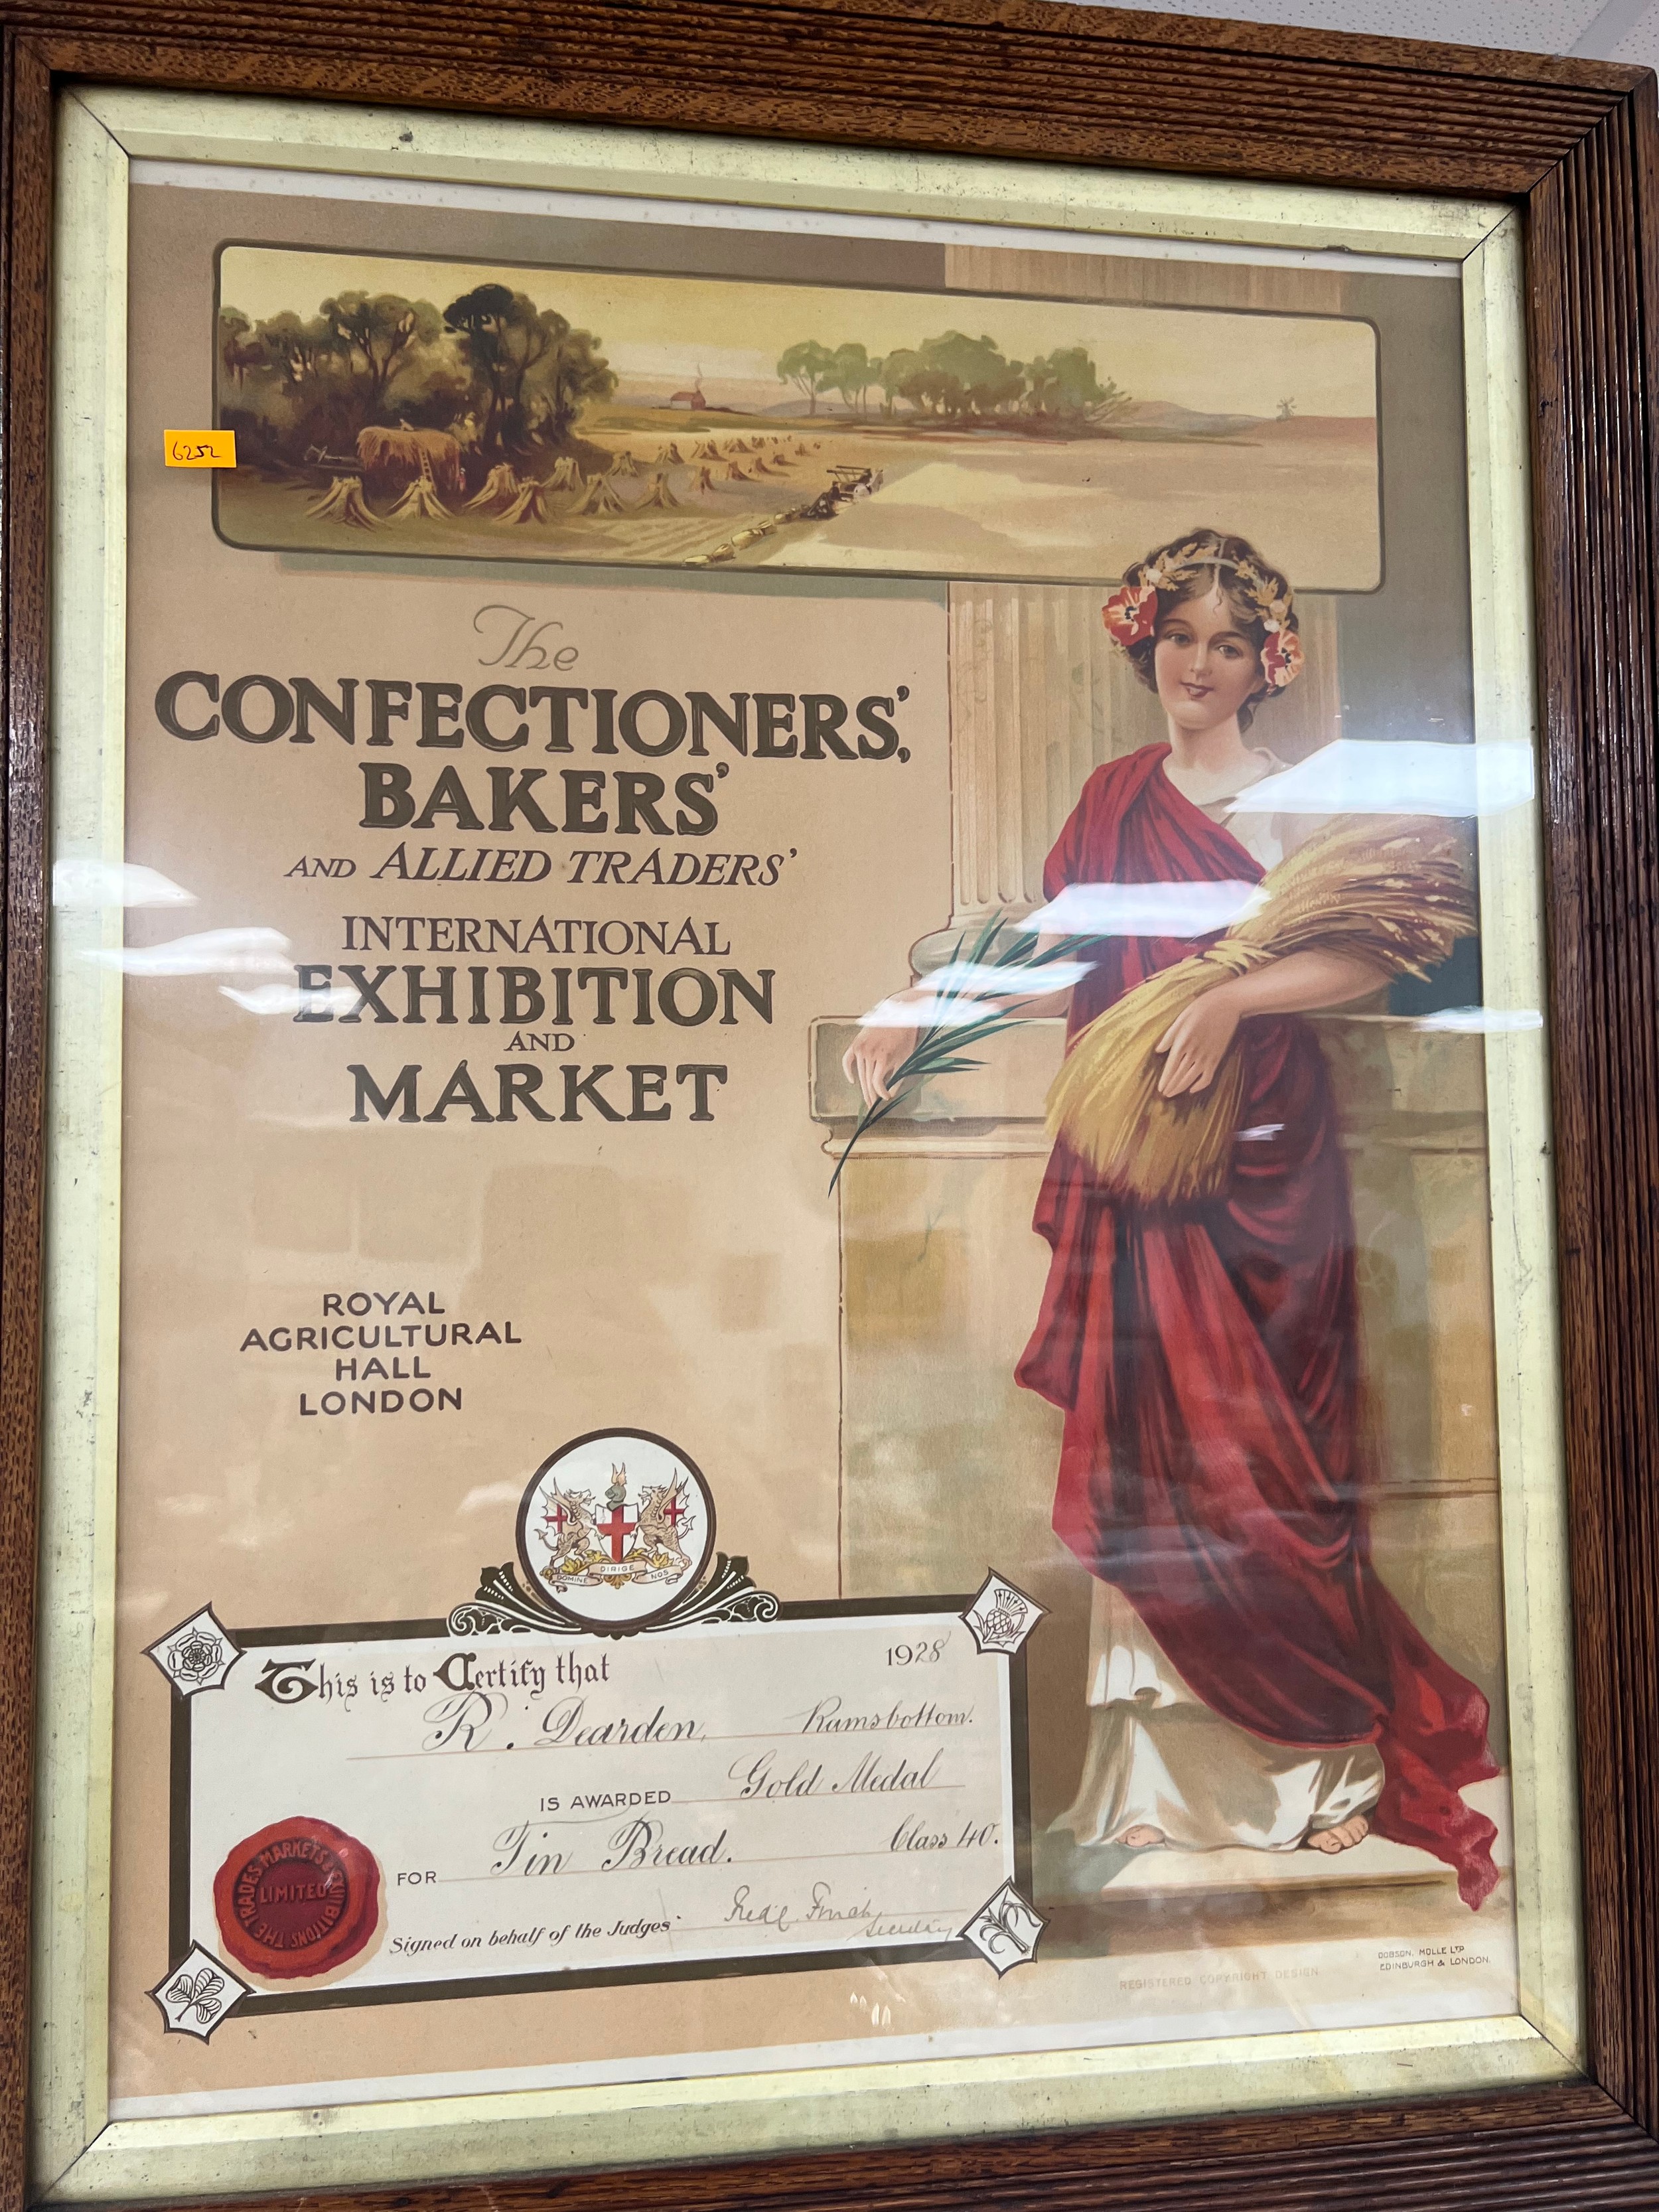 6252
The
CONFECTIONERS',
BAKERS'
AND ALLIED TRADERS'
INTERNATIONAL
EXHIBITION
AND
MARKET
ROYAL
AGRICULTURAL
HALL
LONDON
DOMINE DIRIGE NOS
This is to Certify that 1928
R. Dearden, Ramsbottom.
IS AWARDED Gold Medal
FOR Tin Bread. Class 40.
Signed on behalf of the Judges
Secretary
THE TRADES MARKETS & EXHIBITIONS
LIMITED
REGISTERED COPYRIGHT DESIGN
DOBSON, MOLLE LTD
EDINBURGH & LONDON.